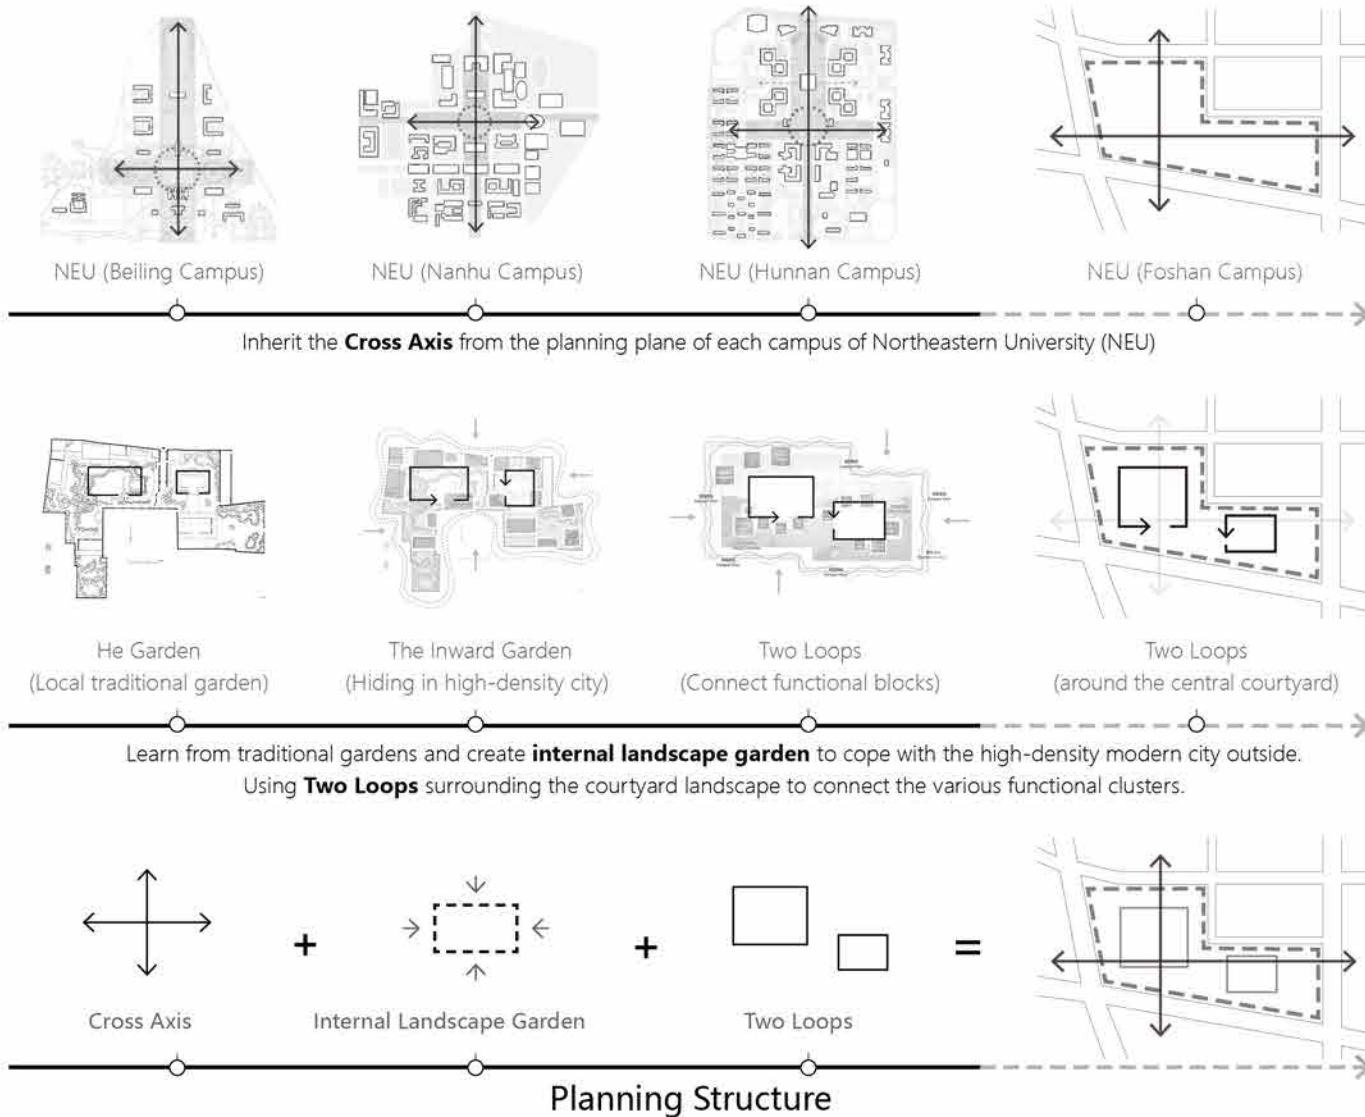 NEU (Beiling Campus)
NEU (Nanhu Campus)
NEU (Hunnan Campus)
NEU (Foshan Campus)
Inherit the Cross Axis from the planning plane of each campus of Northeastern University (NEU)
He Garden
(Local traditional garden)
The Inward Garden
(Hiding in high-density city)
Two Loops
(Connect functional blocks)
Two Loops
(around the central courtyard)
Learn from traditional gardens and create internal landscape garden to cope with the high-density modern city outside.
Using Two Loops surrounding the courtyard landscape to connect the various functional clusters.
+
+
=
Cross Axis
Internal Landscape Garden
Two Loops
Planning Structure